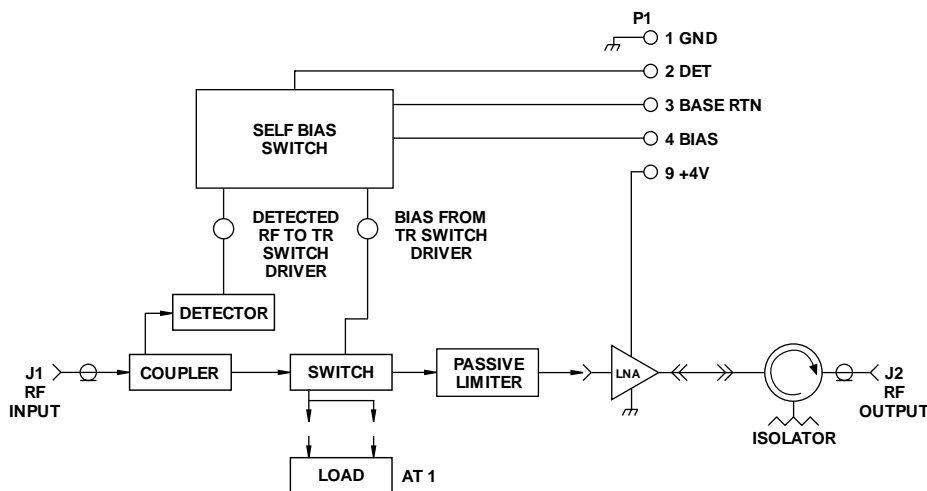 P1
1 GND
2 DET
3 BASE RTN
4 BIAS
9 +4V
SELF BIAS
SWITCH
DETECTED
RF TO TR
SWITCH
DRIVER
BIAS FROM
TR SWITCH
DRIVER
DETECTOR
J1
RF
INPUT
COUPLER
SWITCH
PASSIVE
LIMITER
LNA
J2
RF
OUTPUT
ISOLATOR
LOAD
AT 1